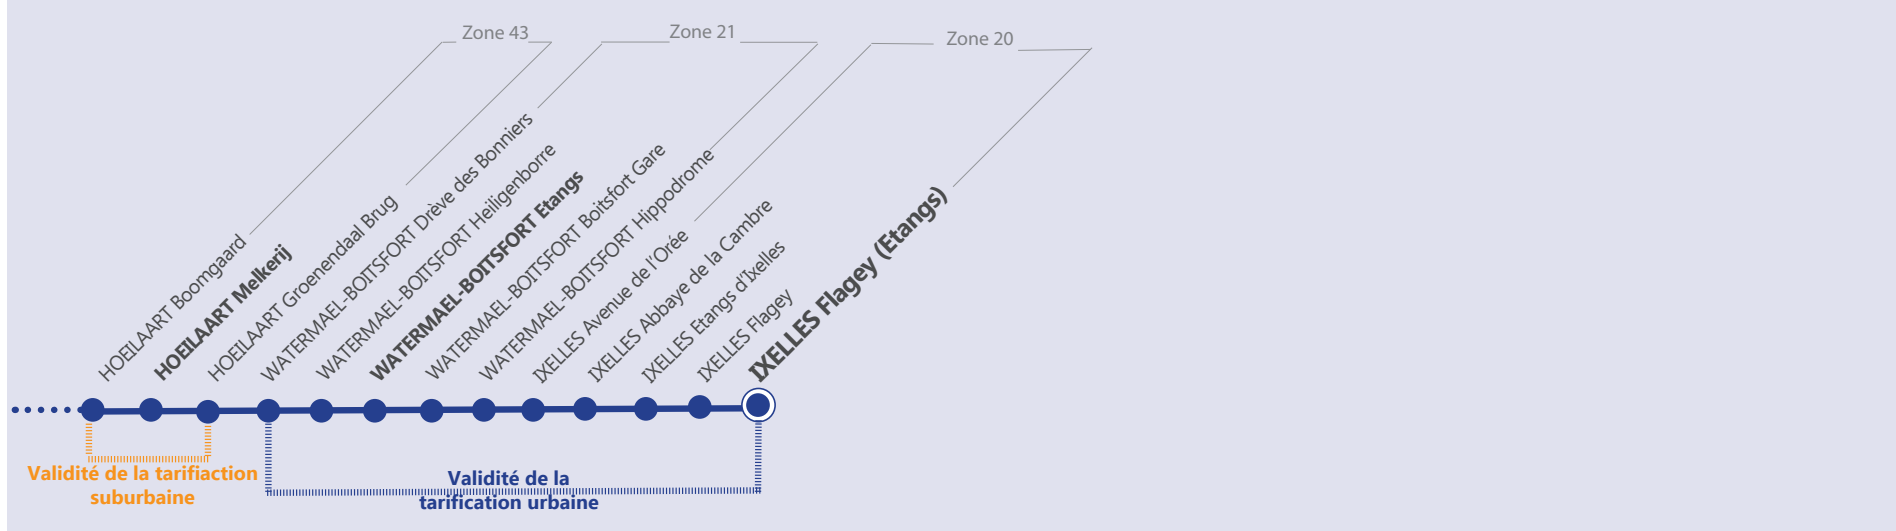 Zone 43
Zone 21
Zone 20
HOEILAART Boomgaard
HOEILAART Melkerij
HOEILAART Groenendaal Brug
WATERMAEL-BOITSFORT Drève des Bonniers
WATERMAEL-BOITSFORT Heiligenborre
WATERMAEL-BOITSFORT Etangs
WATERMAEL-BOITSFORT Boitsfort Gare
WATERMAEL-BOITSFORT Hippodrome
IXELLES Avenue de l'Orée
IXELLES Abbaye de la Cambre
IXELLES Etangs d'Ixelles
IXELLES Flagey
IXELLES Flagey (Etangs)
Validité de la tarifiaction
suburbaine
Validité de la
tarification urbaine